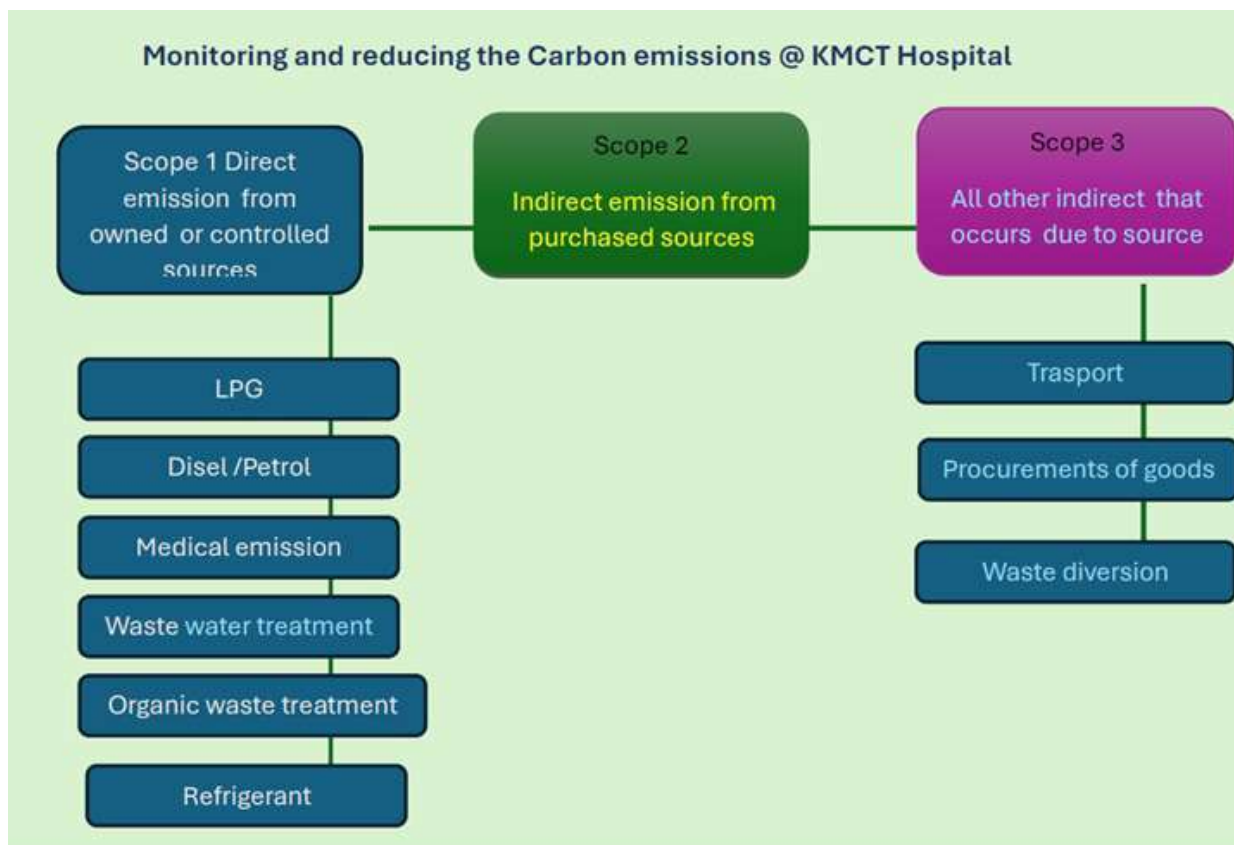 Monitoring and reducing the Carbon emissions @ KMCT Hospital
Scope 1 Direct
emission from
owned or controlled
sources
LPG
Disel /Petrol
Medical emission
Waste water treatment
Organic waste treatment
Refrigerant
Scope 2
Indirect emission from
purchased sources
Scope 3
All other indirect that
occurs due to source
Trasport
Procurements of goods
Waste diversion